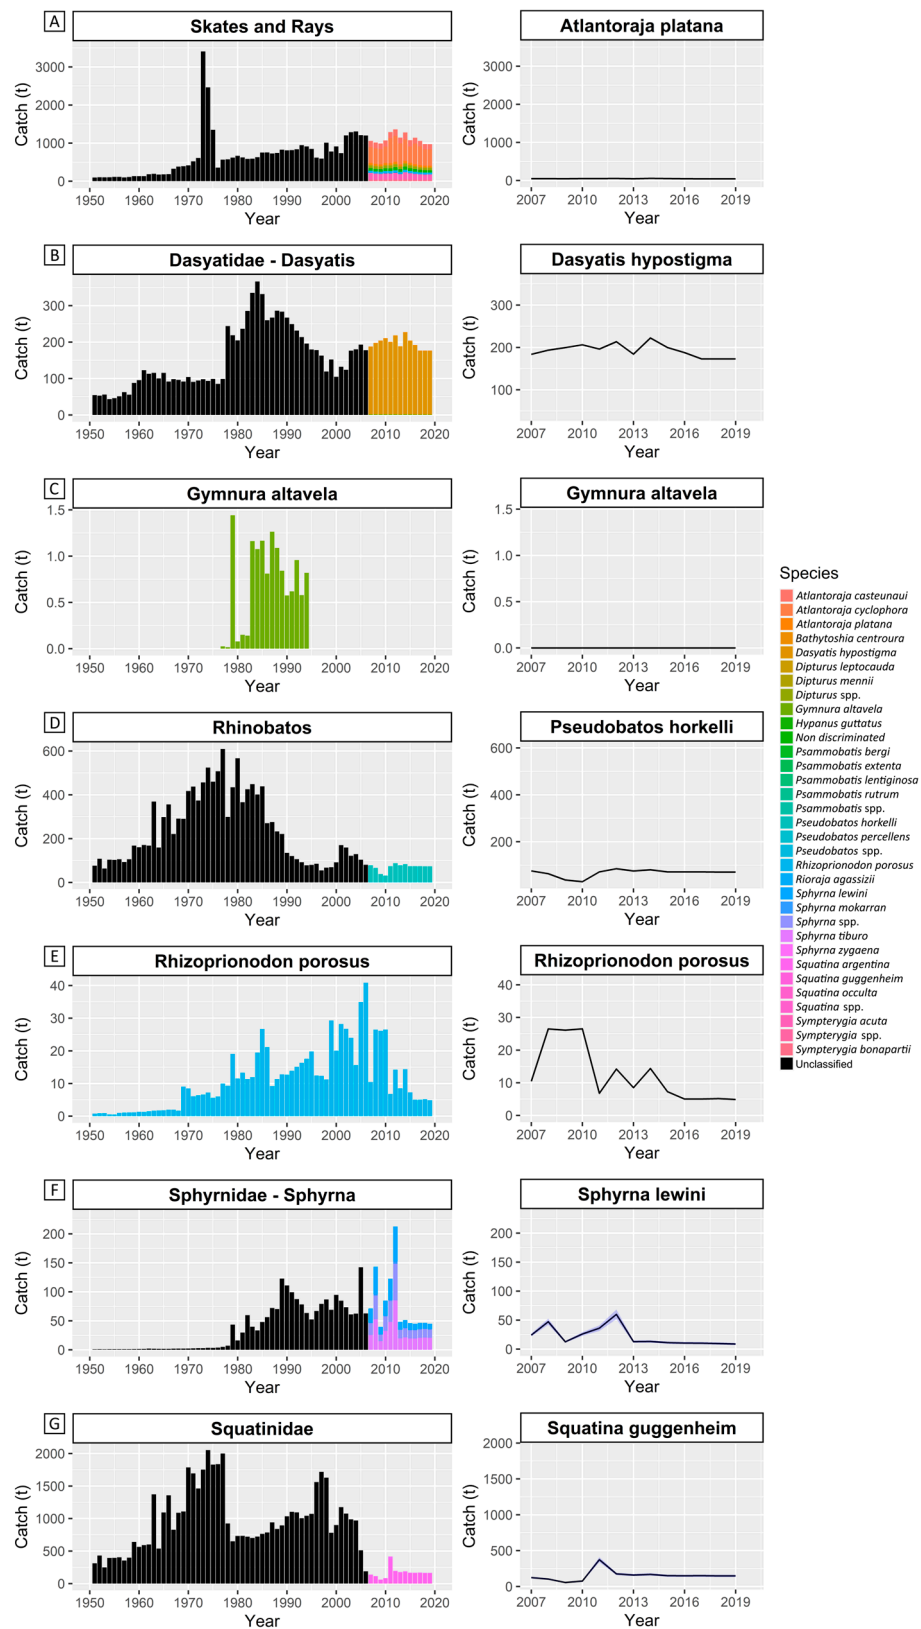 A
Skates and Rays
Atlantoraja platana
Catch (t)
3000
2000
1000
0
1950 1960 1970 1980 1990 2000 2010 2020
Year
Catch (t)
3000
2000
1000
0
2007 2010 2013 2016 2019
Year
B
Dasyatidae - Dasyatis
Dasyatis hypostigma
Catch (t)
300
200
100
0
1950 1960 1970 1980 1990 2000 2010 2020
Year
Catch (t)
300
200
100
2007 2010 2013 2016 2019
Year
C
Gymnura altavela
Gymnura altavela
Catch (t)
1.5
1.0
0.5
0.0
1950 1960 1970 1980 1990 2000 2010 2020
Year
Catch (t)
1.5
1.0
0.5
0.0
2007 2010 2013 2016 2019
Year
D
Rhinobatos
Pseudobatos horkelli
Catch (t)
600
400
200
0
1950 1960 1970 1980 1990 2000 2010 2020
Year
Catch (t)
600
400
200
2007 2010 2013 2016 2019
Year
E
Rhizoprionodon porosus
Rhizoprionodon porosus
Catch (t)
40
30
20
10
0
1950 1960 1970 1980 1990 2000 2010 2020
Year
Catch (t)
40
30
20
10
0
2007 2010 2013 2016 2019
Year
F
Sphyrnidae - Sphyrna
Sphyrna lewini
Catch (t)
200
150
100
50
0
1950 1960 1970 1980 1990 2000 2010 2020
Year
Catch (t)
200
150
100
50
0
2007 2010 2013 2016 2019
Year
G
Squatinidae
Squatina guggenheim
Catch (t)
2000
1500
1000
500
0
1950 1960 1970 1980 1990 2000 2010 2020
Year
Catch (t)
2000
1500
1000
500
0
2007 2010 2013 2016 2019
Year
Species
Atlantoraja casteunaui
Atlantoraja cyclophora
Atlantoraja platana
Bathytoshia centroura
Dasyatis hypostigma
Dipturus leptocauda
Dipturus mennii
Dipturus spp.
Gymnura altavela
Hypanus guttatus
Non discriminated
Psammobatis bergi
Psammobatis extenta
Psammobatis lentiginosa
Psammobatis rutrum
Psammobatis spp.
Pseudobatos horkelli
Pseudobatos percellens
Pseudobatos spp.
Rhizoprionodon porosus
Rioraja agassizii
Sphyrna lewini
Sphyrna mokarran
Sphyrna spp.
Sphyrna tiburo
Sphyrna zygaena
Squatina argentina
Squatina guggenheim
Squatina occulta
Squatina spp.
Sympterygia acuta
Sympterygia spp.
Sympterygia bonapartii
Unclassified